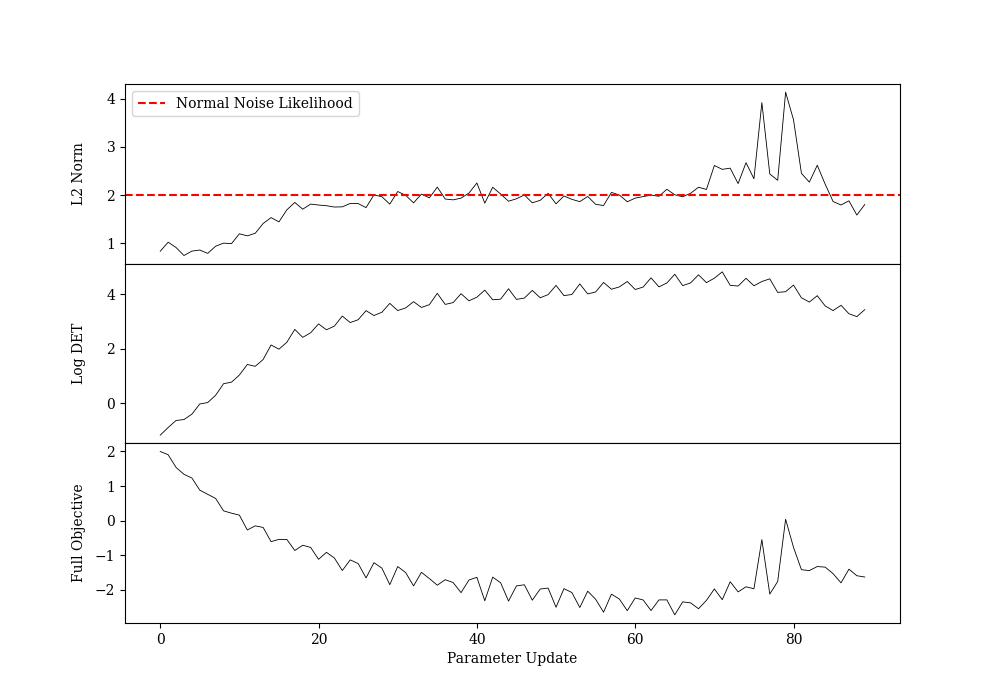 4
3
2
1
L2 Norm
Normal Noise Likelihood
4
2
0
Log DET
2
1
0
−1
−2
Full Objective
0 20 40 60 80
Parameter Update